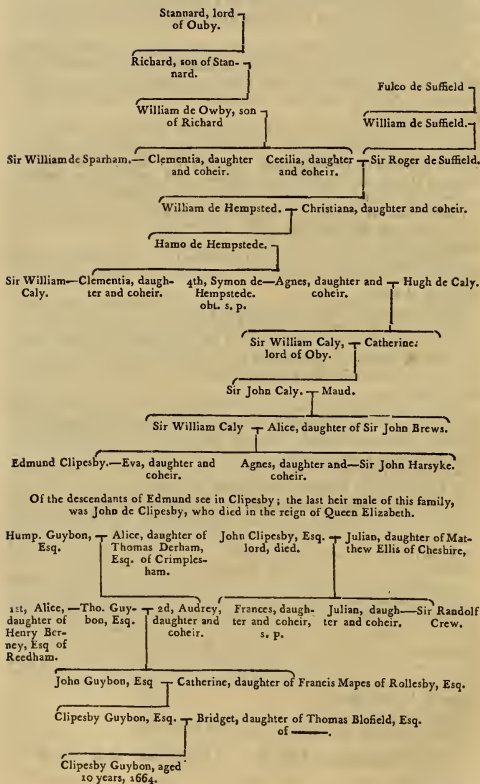 Stannard, lord
of Ouby.
Richard, son of Stan-
nard.
Fulco de Suffield
William de Owby, son
of Richard
William de Suffield.
Sir William de Sparham.— Clementia, daughter
and coheir.
Cecilia, daughter
and coheir.
Sir Roger de Suffield.
William de Hempsted.
Christiana, daughter and coheir.
Hamo de Hempstede.
Sir William—Clementia, daugh-
Caly.
ter and coheir.
4th, Symon de—Agnes, daughter and
Hempstede.
obt. s. p.
coheir.
Hugh de Caly.
Sir William Caly,
lord of Oby.
Catherine.
Sir John Caly.
Maud.
Sir William Caly
Alice, daughter of Sir John Brews.
Edmund Clipesby.—Eva, daughter and
coheir.
Agnes, daughter and—Sir John Harsyke.
coheir.
Of the descendants of Edmund see in Clipesby; the last heir male of this family,
was John de Clipesby, who died in the reign of Queen Elizabeth.
Hump. Guybon,
Esq.
Alice, daughter of
Thomas Derham,
Esq. of Crimples-
ham.
John Clipesby, Esq.
lord, died.
Julian, daughter of Mat-
thew Ellis of Cheshire,
1st, Alice,
daughter of
Henry Ber-
ney, Esq of
Reedham.
—Tho. Guy-
bon, Esq.
2d, Audrey,
daughter and
coheir.
Frances, daugh-
ter and coheir,
s. p.
Julian, daugh-
ter and coheir.
—Sir Randolf
Crew.
John Guybon, Esq
Catherine, daughter of Francis Mapes of Rollesby, Esq.
Clipesby Guybon, Esq.
Bridget, daughter of Thomas Blofield, Esq.
of ———.
Clipesby Guybon, aged
10 years, 1664.